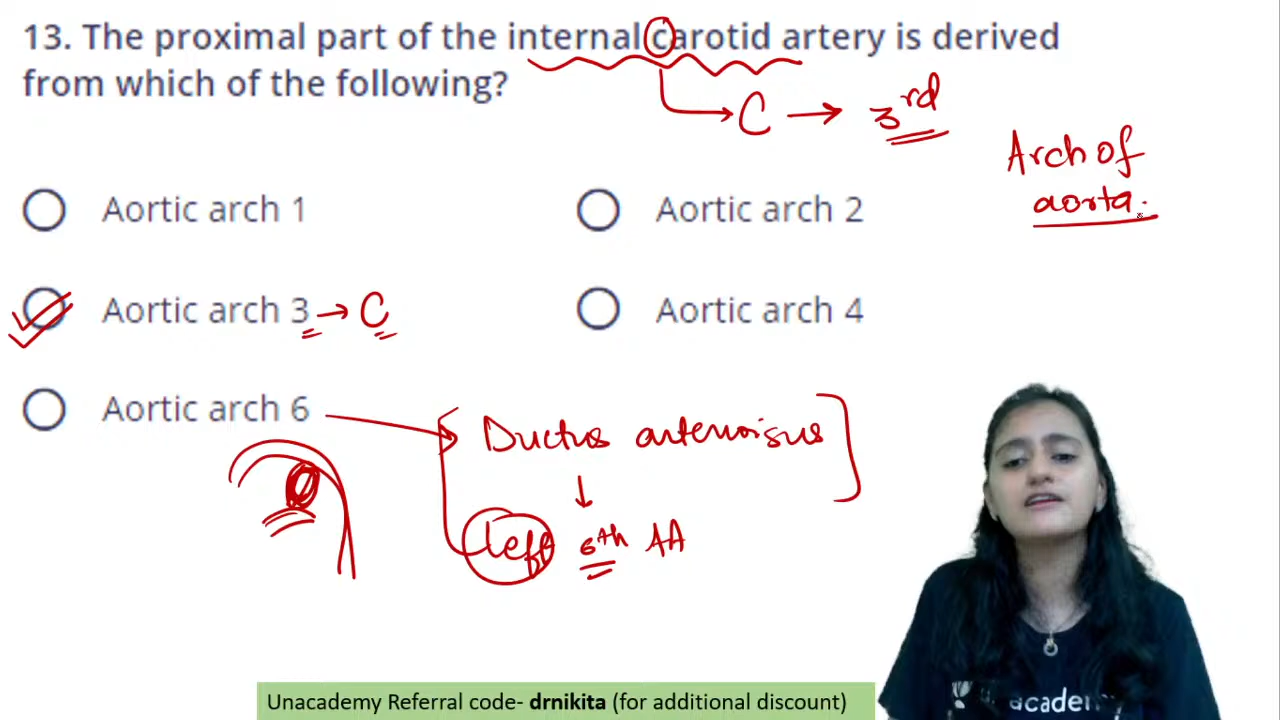 13. The proximal part of the internal carotid artery is derived
from which of the following?
C → 3rd
Arch of
aorta.
Aortic arch 1
Aortic arch 2
Aortic arch 3 → C
Aortic arch 4
Aortic arch 6
Ductus arteriosus
left 6th AA
unacademy
Unacademy Referral code- drnikita (for additional discount)